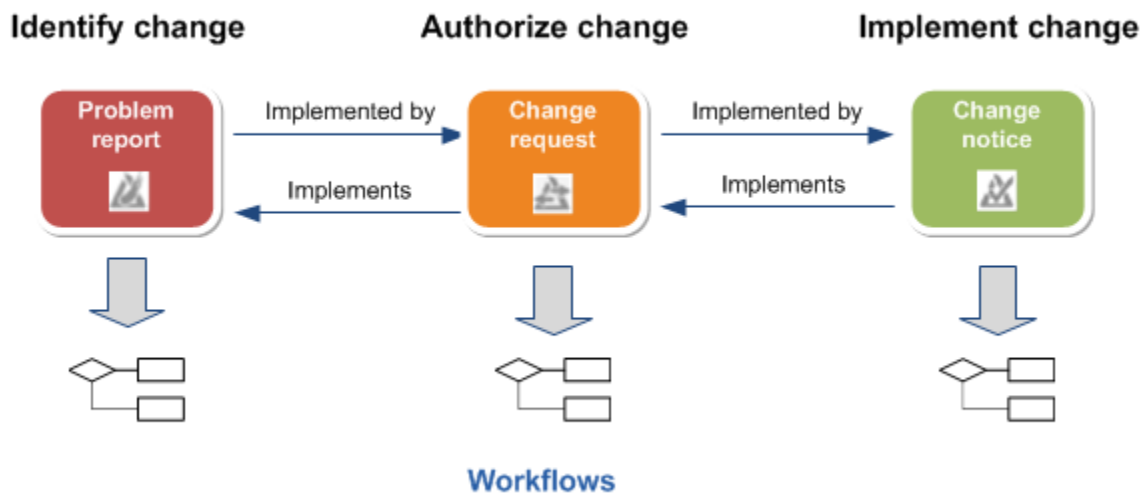 Identify change
Authorize change
Implement change
Problem
report
Implemented by
Implements
Change
request
Implemented by
Implements
Change
notice
Workflows